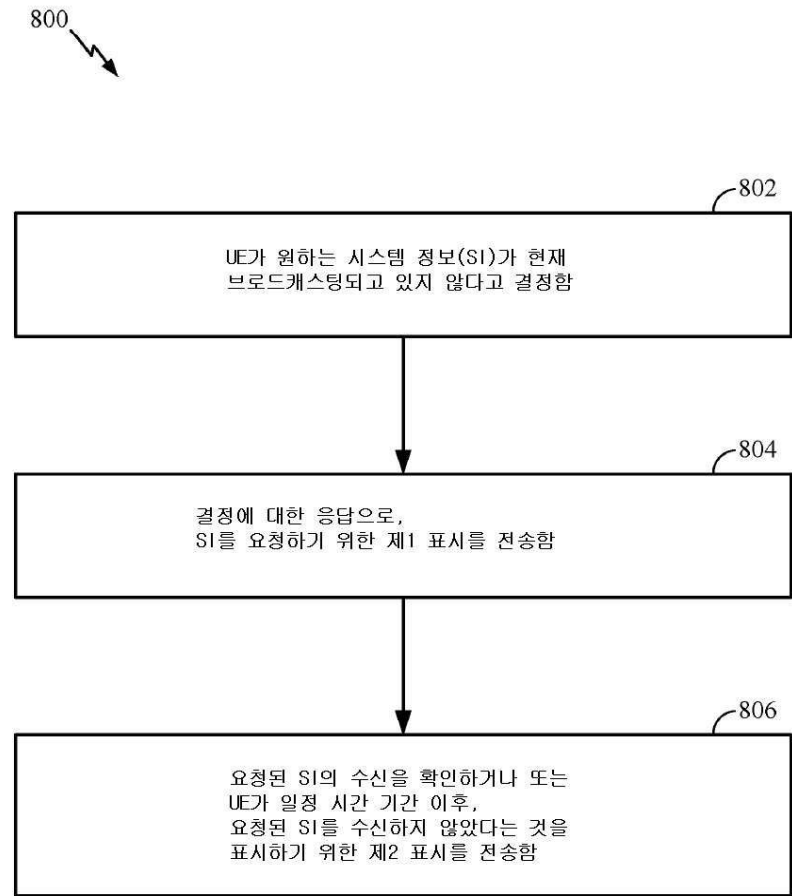 800
802
UE가 원하는 시스템 정보(SI)가 현재
브로드캐스팅되고 있지 않다고 결정함
804
결정에 대한 응답으로,
SI를 요청하기 위한 제1 표시를 전송함
806
요청된 SI의 수신을 확인하거나 또는
UE가 일정 시간 기간 이후,
요청된 SI를 수신하지 않았다는 것을
표시하기 위한 제2 표시를 전송함